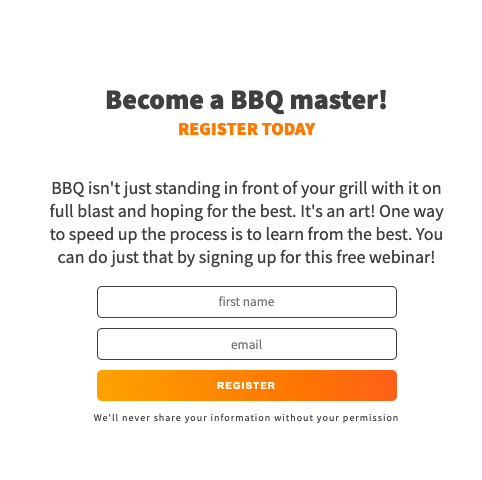 Become a BBQ master!
REGISTER TODAY
BBQ isn't just standing in front of your grill with it on
full blast and hoping for the best. It's an art! One way
to speed up the process is to learn from the best. You
can do just that by signing up for this free webinar!
first name
email
REGISTER
We'll never share your information without your permission